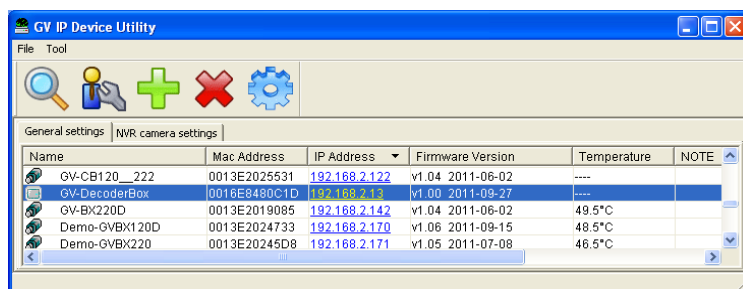 GV IP Device Utility
File Tool
General settings NVR camera settings
Name Mac Address IP Address Firmware Version Temperature NOTE
GV-CB120__222 0013E2025531 192.168.2.122 v1.04 2011-06-02 ----
GV-DecoderBox 0016E8480C1D 192.168.2.13 v1.00 2011-09-27 ----
GV-BX220D 0013E2019085 192.168.2.142 v1.04 2011-06-02 49.5°C
Demo-GVBX120D 0013E2024733 192.168.2.170 v1.06 2011-09-15 48.5°C
Demo-GVBX220 0013E20245D8 192.168.2.171 v1.05 2011-07-08 46.5°C